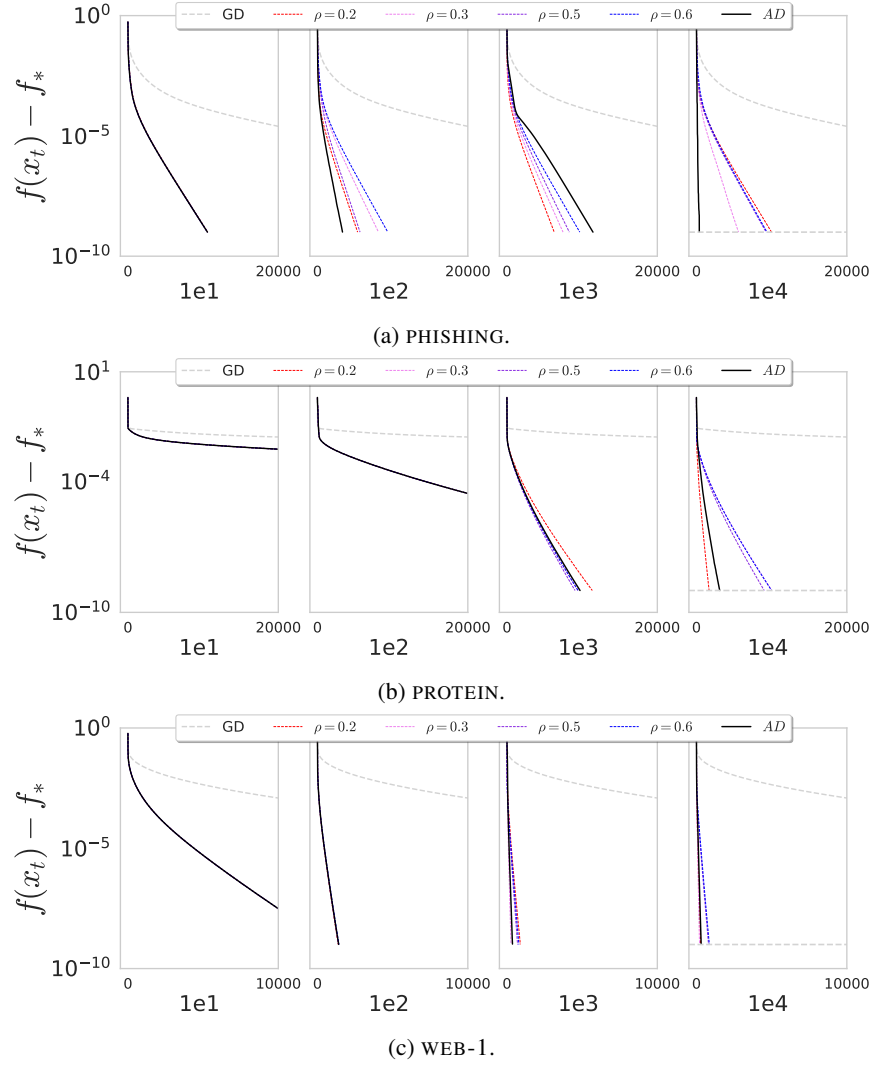 GD ρ = 0.2 ρ = 0.3 ρ = 0.5 ρ = 0.6 AD
f(x_t) − f_*
10^0
10^−5
10^−10
0 20000 0 20000 0 20000 0 20000
1e1 1e2 1e3 1e4
(a) PHISHING.
GD ρ = 0.2 ρ = 0.3 ρ = 0.5 ρ = 0.6 AD
f(x_t) − f_*
10^1
10^−4
10^−10
0 20000 0 20000 0 20000 0 20000
1e1 1e2 1e3 1e4
(b) PROTEIN.
GD ρ = 0.2 ρ = 0.3 ρ = 0.5 ρ = 0.6 AD
f(x_t) − f_*
10^0
10^−5
10^−10
0 10000 0 10000 0 10000 0 10000
1e1 1e2 1e3 1e4
(c) WEB-1.